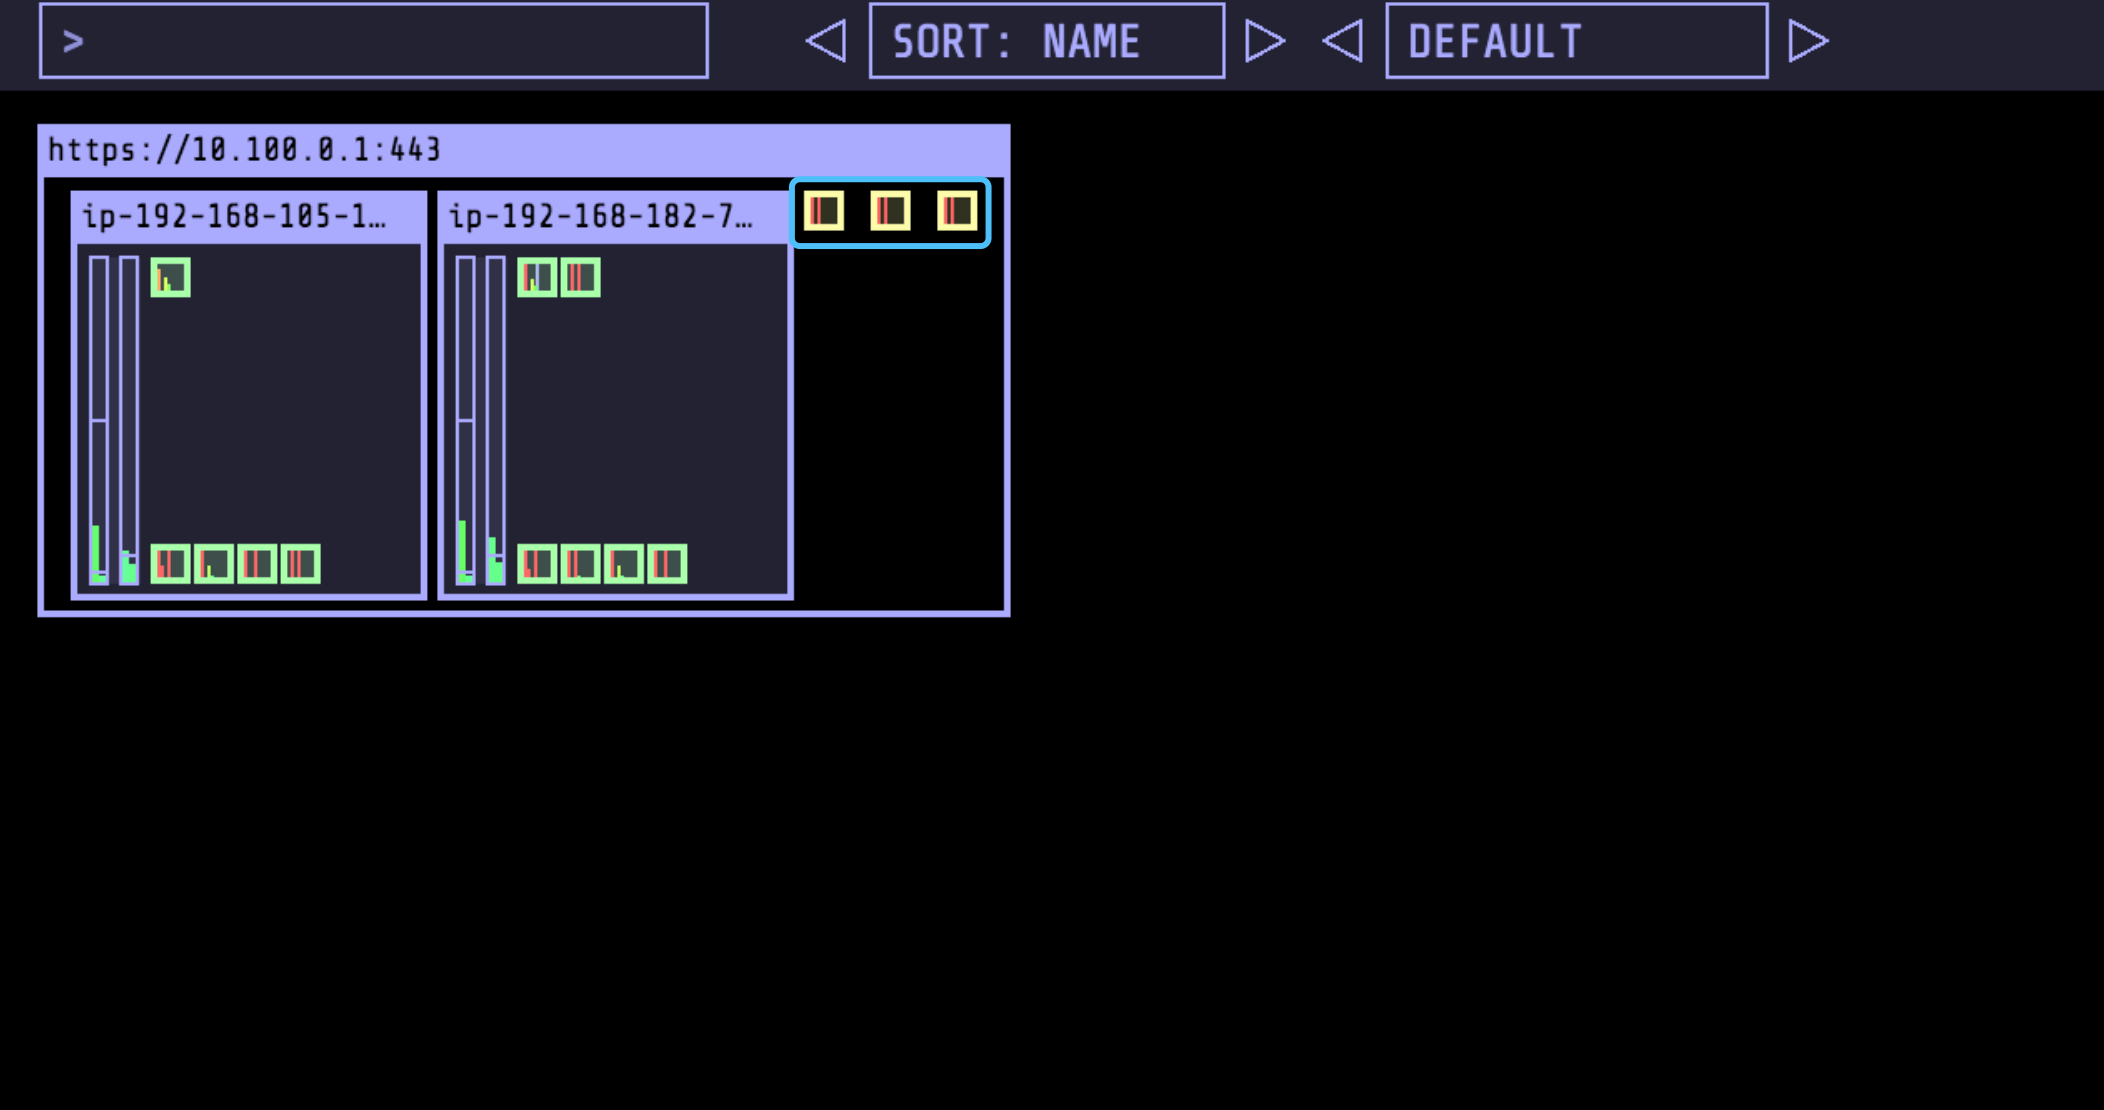 >
SORT: NAME
DEFAULT
https://10.100.0.1:443
ip-192-168-105-1…
ip-192-168-182-7…